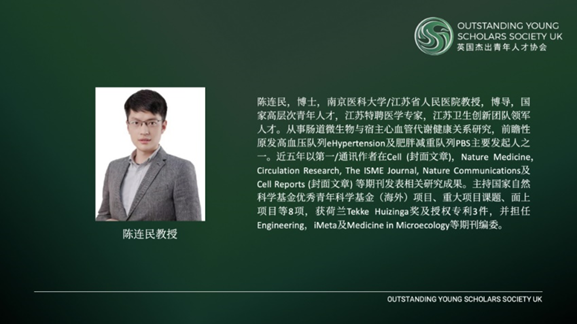 OUTSTANDING YOUNG
SCHOLARS SOCIETY UK
英国杰出青年人才协会
陈连民，博士，南京医科大学/江苏省人民医院教授，博导，国
家高层次青年人才，江苏特聘医学专家，江苏卫生创新团队领军
人才。从事肠道微生物与宿主心血管代谢健康关系研究，前瞻性
原发高血压队列eHypertension及肥胖减重队列PBS主要发起人之
一。近五年以第一/通讯作者在Cell (封面文章)，Nature Medicine,
Circulation Research, The ISME Journal, Nature Communications及
Cell Reports (封面文章) 等期刊发表相关研究成果。主持国家自然
科学基金优秀青年科学基金（海外）项目、重大项目课题、面上
项目等8项，获荷兰Tekke Huizinga奖及授权专利3件，并担任
Engineering，iMeta及Medicine in Microecology等期刊编委。
陈连民教授
OUTSTANDING YOUNG SCHOLARS SOCIETY UK